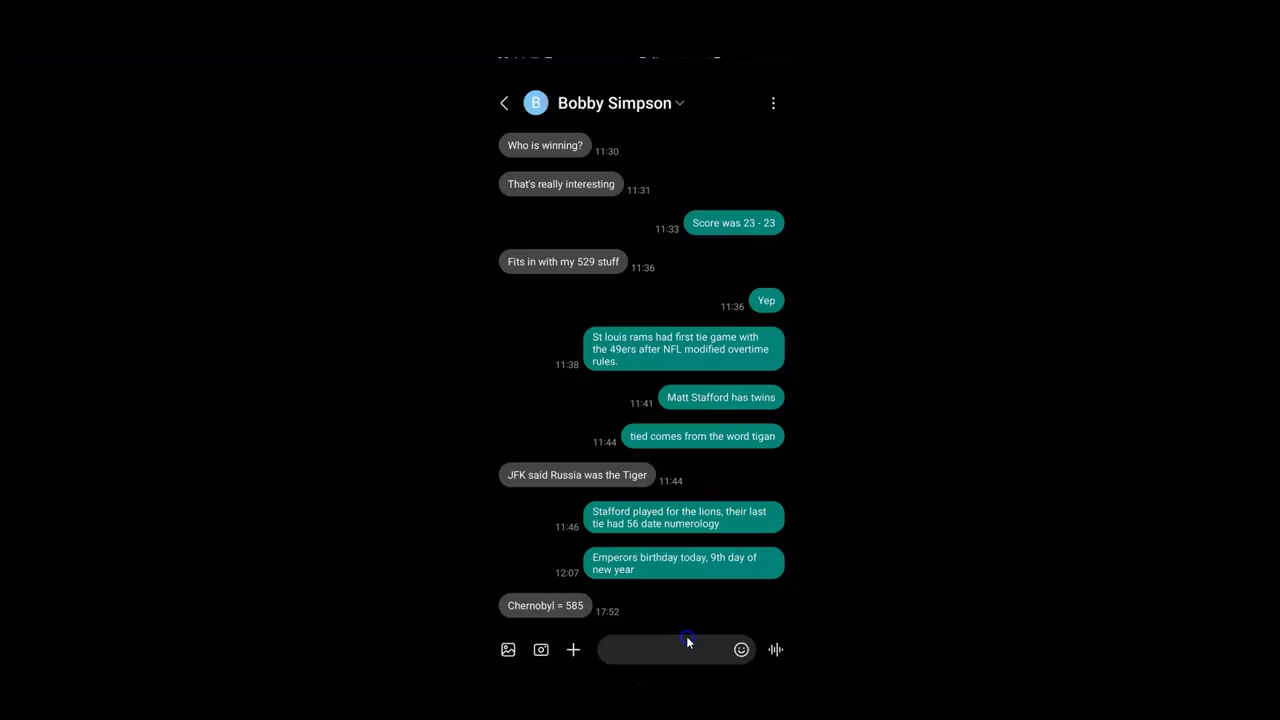 B Bobby Simpson
Who is winning? 11:30
That's really interesting 11:31
11:33 Score was 23 - 23
Fits in with my 529 stuff 11:36
11:36 Yep
St louis rams had first tie game with
the 49ers after NFL modified overtime
11:38 rules.
11:41 Matt Stafford has twins
11:44 tied comes from the word tigan
JFK said Russia was the Tiger 11:44
Stafford played for the lions, their last
11:46 tie had 56 date numerology
Emperors birthday today, 9th day of
12:07 new year
Chernobyl = 585 17:52